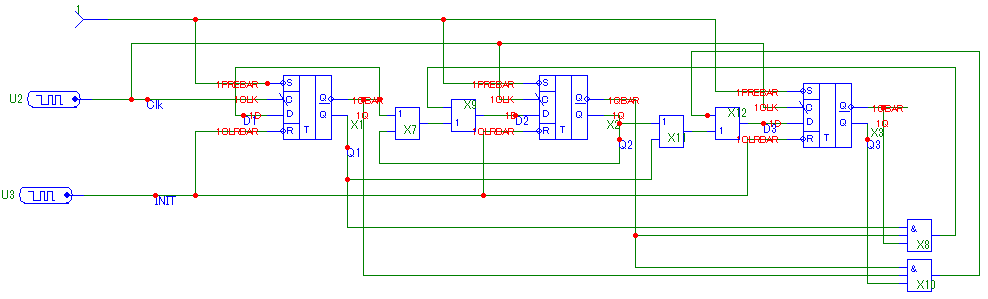 1
U2
Clk
U3
INIT
1PREBAR
1CLK
1D
D1
1CLRBAR
S
C
D
R
T
Q
Q
1QBAR
1Q
X1
Q1
1
X7
X9
1
1PREBAR
1CLK
1D
D2
1CLRBAR
S
C
D
R
T
Q
Q
1QBAR
1Q
X2
Q2
1
X11
X12
1
1PREBAR
1CLK
1D
D3
1CLRBAR
S
C
D
R
T
Q
Q
1QBAR
1Q
X3
Q3
&
X8
&
X10